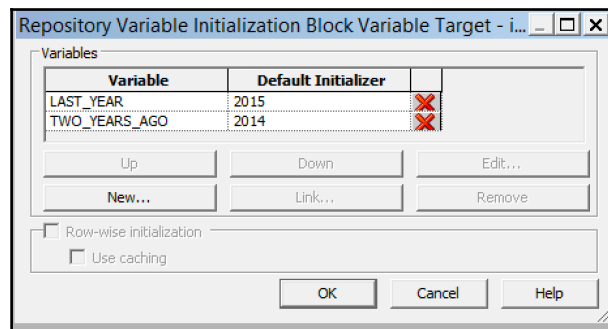 Repository Variable Initialization Block Variable Target - i...
Variables
Variable Default Initializer
LAST_YEAR 2015
TWO_YEARS_AGO 2014
Up Down Edit...
New... Link... Remove
Row-wise initialization
Use caching
OK Cancel Help